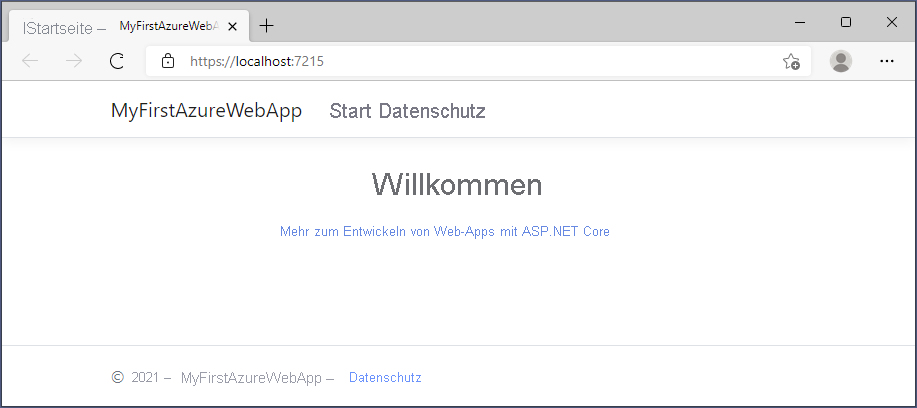 IStartseite – MyFirstAzureWebA
https://localhost:7215
MyFirstAzureWebApp Start Datenschutz
Willkommen
Mehr zum Entwickeln von Web-Apps mit ASP.NET Core
© 2021 – MyFirstAzureWebApp – Datenschutz